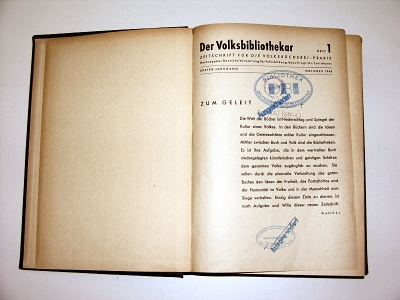 Der Volksbibliothekar
HEFT 1
ZEITSCHRIFT FÜR DIE VOLKSBÜCHEREI-PRAXIS
ERSTER JAHRGANG
OKTOBER 1946
BIBLIOTHEK
DBI
ZUM GELEIT
Die Welt der Bücher ist Niederschlag und Spiegel der
Kultur eines Volkes. In den Büchern sind die Ideen
und die Geistesschätze echter Kultur eingeschlossen.
Mittler zwischen Buch und Volk sind die Bibliothekare.
Es ist ihre Aufgabe, die in dem wertvollen Buch
niedergelegten künstlerischen und geistigen Schätze
dem gesamten Volke zugänglich zu machen. Sie
sollen durch die planvolle Verbreitung des guten
Buches den Ideen der Freiheit, des Fortschrittes und
der Humanität im Volke und in der Menschheit zum
Siege verhelfen. Einzig diesem Ziele zu dienen, ist
auch Aufgabe und Wille dieser neuen Zeitschrift.
WANDEL